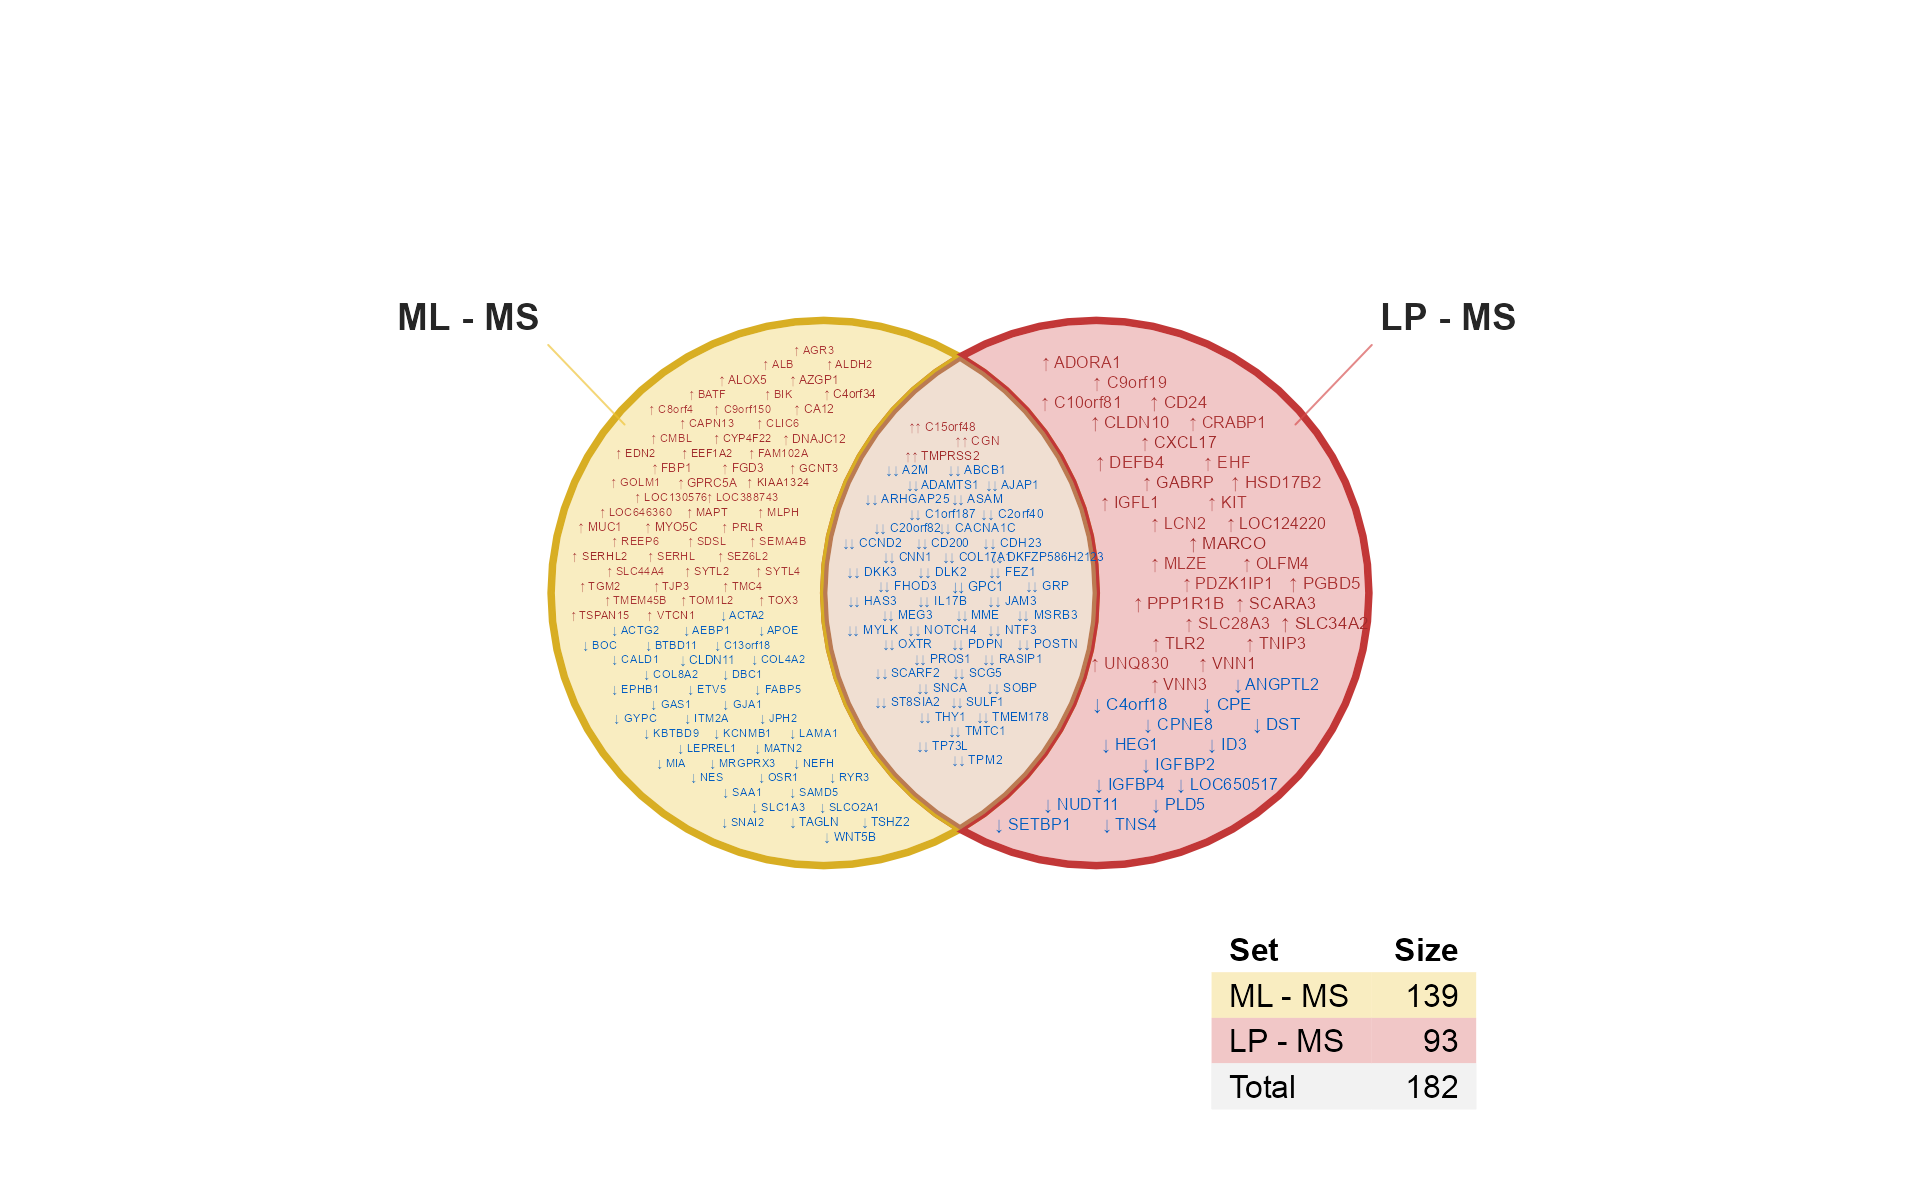 ML - MS
LP - MS
↑ AGR3
↑ ALB ↑ ALDH2
↑ ALOX5 ↑ AZGP1
↑ BATF ↑ BIK ↑ C4orf34
↑ C8orf4 ↑ C9orf150 ↑ CA12
↑ CAPN13 ↑ CLIC6
↑ CMBL ↑ CYP4F22 ↑ DNAJC12
↑ EDN2 ↑ EEF1A2 ↑ FAM102A
↑ FBP1 ↑ FGD3 ↑ GCNT3
↑ GOLM1 ↑ GPRC5A ↑ KIAA1324
↑ LOC130576 ↑ LOC388743
↑ LOC646360 ↑ MAPT ↑ MLPH
↑ MUC1 ↑ MYO5C ↑ PRLR
↑ REEP6 ↑ SDSL ↑ SEMA4B
↑ SERHL2 ↑ SERHL ↑ SEZ6L2
↑ SLC44A4 ↑ SYTL2 ↑ SYTL4
↑ TGM2 ↑ TJP3 ↑ TMC4
↑ TMEM45B ↑ TOM1L2 ↑ TOX3
↑ TSPAN15 ↑ VTCN1 ↓ ACTA2
↓ ACTG2 ↓ AEBP1 ↓ APOE
↓ BOC ↓ BTBD11 ↓ C13orf18
↓ CALD1 ↓ CLDN11 ↓ COL4A2
↓ COL8A2 ↓ DBC1
↓ EPHB1 ↓ ETV5 ↓ FABP5
↓ GAS1 ↓ GJA1
↓ GYPC ↓ ITM2A ↓ JPH2
↓ KBTBD9 ↓ KCNMB1 ↓ LAMA1
↓ LEPREL1 ↓ MATN2
↓ MIA ↓ MRGPRX3 ↓ NEFH
↓ NES ↓ OSR1 ↓ RYR3
↓ SAA1 ↓ SAMD5
↓ SLC1A3 ↓ SLCO2A1
↓ SNAI2 ↓ TAGLN ↓ TSHZ2
↓ WNT5B
↑↑ C15orf48
↑↑ CGN
↑↑ TMPRSS2
↓↓ A2M ↓↓ ABCB1
↓↓ ADAMTS1 ↓↓ AJAP1
↓↓ ARHGAP25 ↓↓ ASAM
↓↓ C1orf187 ↓↓ C2orf40
↓↓ C20orf82 ↓↓ CACNA1C
↓↓ CCND2 ↓↓ CD200 ↓↓ CDH23
↓↓ CNN1 ↓↓ COL17A1 ↓↓ DKFZP586H2123
↓↓ DKK3 ↓↓ DLK2 ↓↓ FEZ1
↓↓ FHOD3 ↓↓ GPC1 ↓↓ GRP
↓↓ HAS3 ↓↓ IL17B ↓↓ JAM3
↓↓ MEG3 ↓↓ MME ↓↓ MSRB3
↓↓ MYLK ↓↓ NOTCH4 ↓↓ NTF3
↓↓ OXTR ↓↓ PDPN ↓↓ POSTN
↓↓ PROS1 ↓↓ RASIP1
↓↓ SCARF2 ↓↓ SCG5
↓↓ SNCA ↓↓ SOBP
↓↓ ST8SIA2 ↓↓ SULF1
↓↓ THY1 ↓↓ TMEM178
↓↓ TMTC1
↓↓ TP73L
↓↓ TPM2
↑ ADORA1
↑ C9orf19
↑ C10orf81 ↑ CD24
↑ CLDN10 ↑ CRABP1
↑ CXCL17
↑ DEFB4 ↑ EHF
↑ GABRP ↑ HSD17B2
↑ IGFL1 ↑ KIT
↑ LCN2 ↑ LOC124220
↑ MARCO
↑ MLZE ↑ OLFM4
↑ PDZK1IP1 ↑ PGBD5
↑ PPP1R1B ↑ SCARA3
↑ SLC28A3 ↑ SLC34A2
↑ TLR2 ↑ TNIP3
↑ UNQ830 ↑ VNN1
↑ VNN3 ↓ ANGPTL2
↓ C4orf18 ↓ CPE
↓ CPNE8 ↓ DST
↓ HEG1 ↓ ID3
↓ IGFBP2
↓ IGFBP4 ↓ LOC650517
↓ NUDT11 ↓ PLD5
↓ SETBP1 ↓ TNS4
Set Size
ML - MS 139
LP - MS 93
Total 182